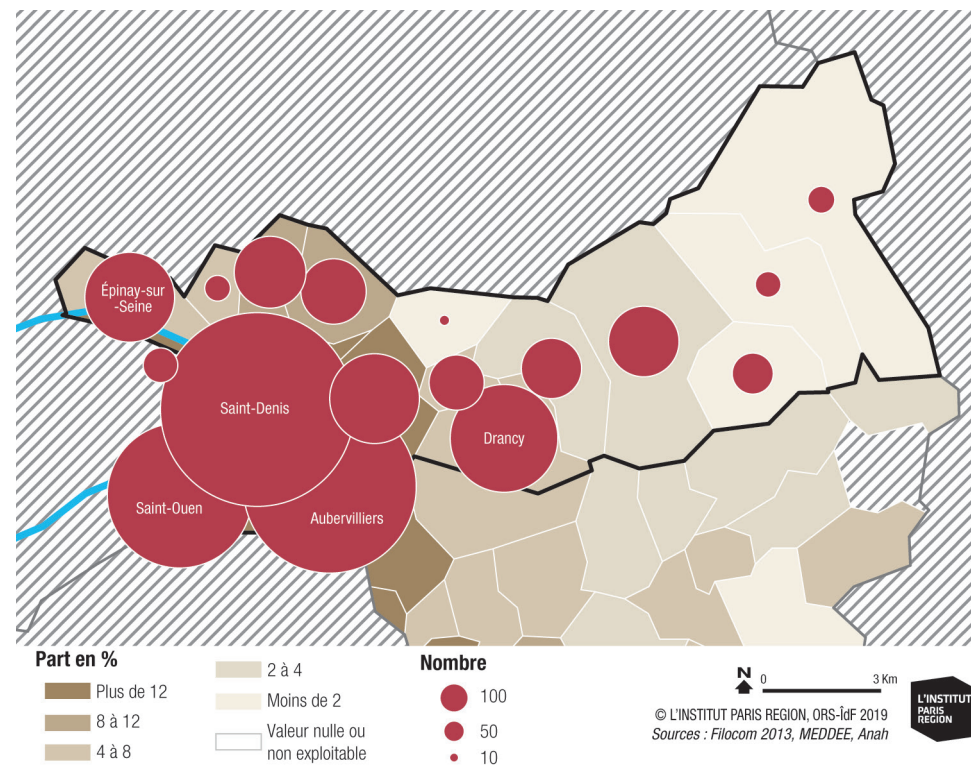 Épinay-sur
-Seine
Saint-Denis
Drancy
Saint-Ouen
Aubervilliers
Part en %
Plus de 12
8 à 12
4 à 8
2 à 4
Moins de 2
Valeur nulle ou
non exploitable
Nombre
100
50
10
N
0
3 Km
© L'INSTITUT PARIS REGION, ORS-ÎdF 2019
Sources : Filocom 2013, MEDDEE, Anah
L'INSTITUT
PARIS
REGION